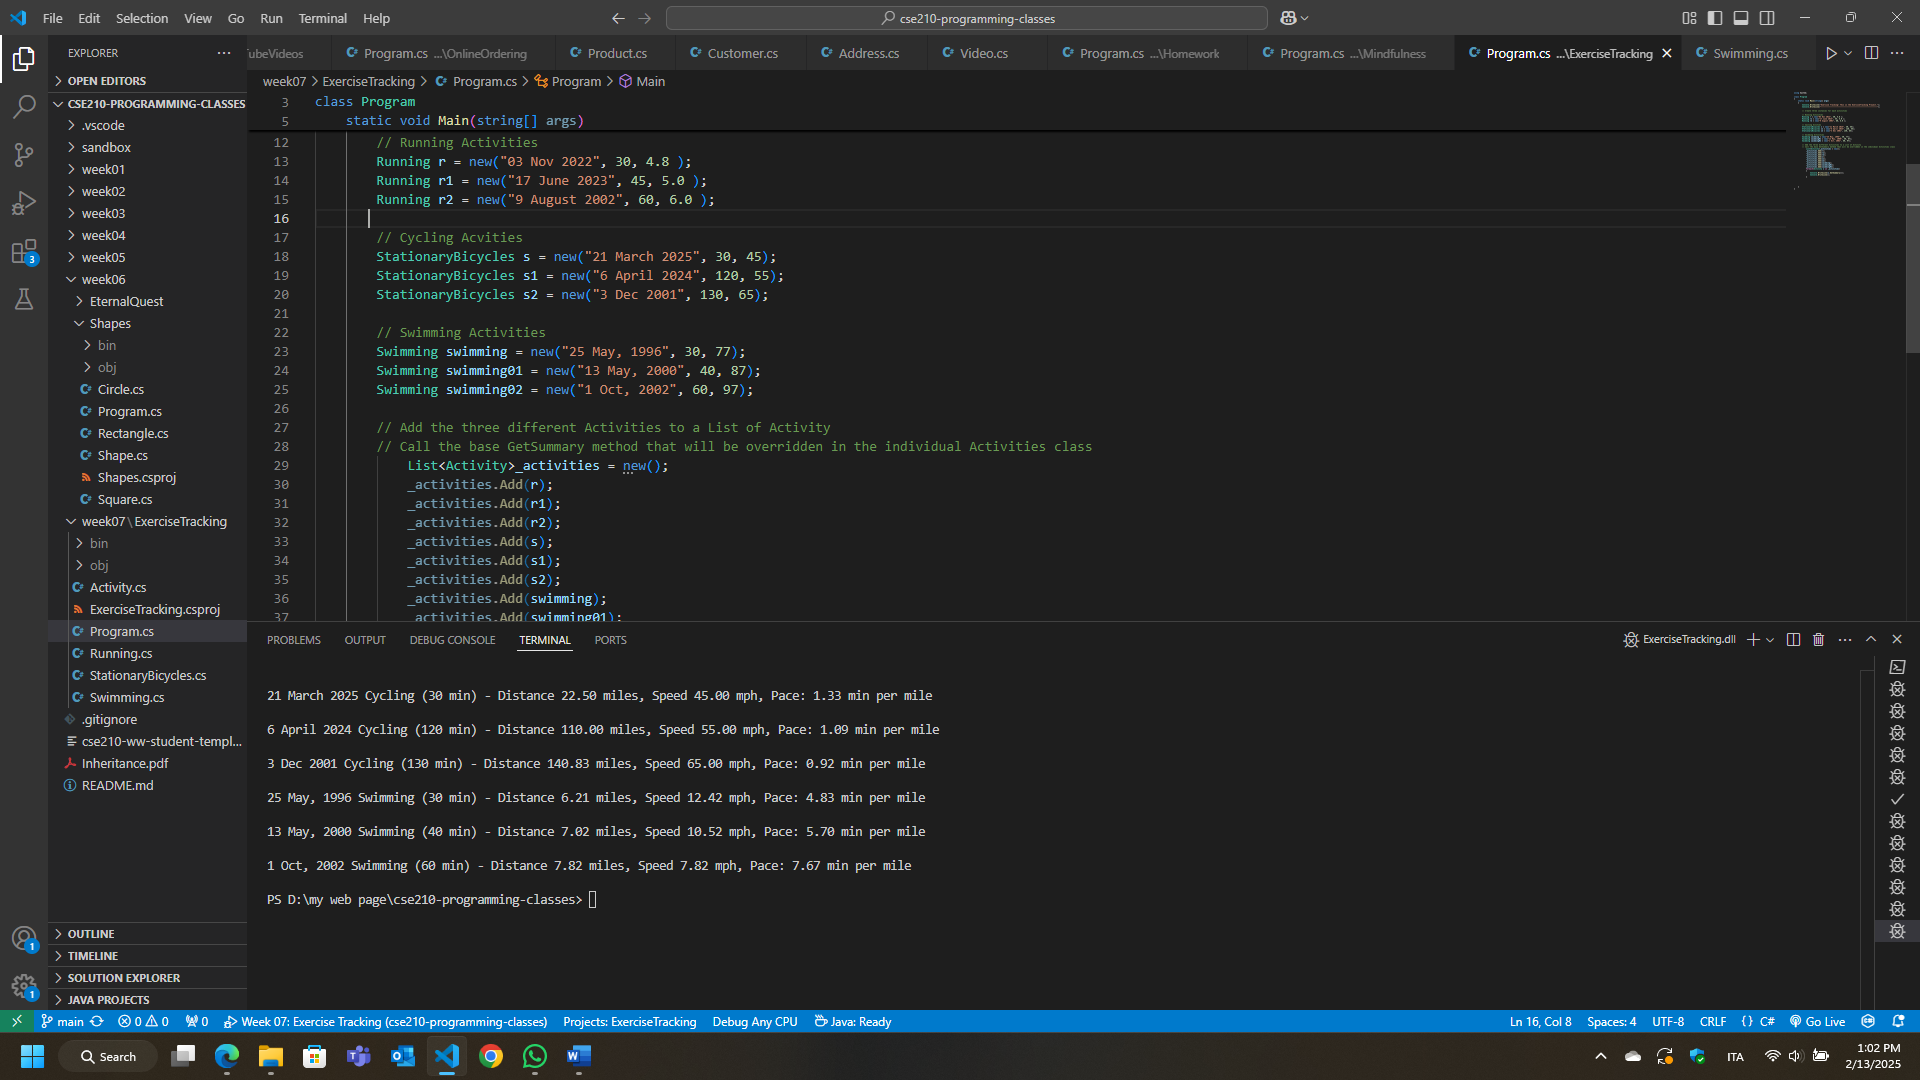 File Edit Selection View Go Run Terminal Help
cse210-programming-classes
EXPLORER
OPEN EDITORS
CSE210-PROGRAMMING-CLASSES
.vscode
sandbox
week01
week02
week03
week04
week05
week06
EternalQuest
Shapes
bin
obj
Circle.cs
Program.cs
Rectangle.cs
Shape.cs
Shapes.csproj
Square.cs
week07\ExerciseTracking
bin
obj
Activity.cs
ExerciseTracking.csproj
Program.cs
Running.cs
StationaryBicycles.cs
Swimming.cs
.gitignore
cse210-ww-student-templ...
Inheritance.pdf
README.md
OUTLINE
TIMELINE
SOLUTION EXPLORER
JAVA PROJECTS
3
1
1
ubeVideos Program.cs ...\OnlineOrdering Product.cs Customer.cs Address.cs Video.cs Program.cs ...\Homework Program.cs ...\Mindfulness Program.cs ...\ExerciseTracking Swimming.cs
week07 > ExerciseTracking > Program.cs > Program > Main
3 class Program
5 static void Main(string[] args)
12 // Running Activities
13 Running r = new("03 Nov 2022", 30, 4.8 );
14 Running r1 = new("17 June 2023", 45, 5.0 );
15 Running r2 = new("9 August 2002", 60, 6.0 );
16
17 // Cycling Acvities
18 StationaryBicycles s = new("21 March 2025", 30, 45);
19 StationaryBicycles s1 = new("6 April 2024", 120, 55);
20 StationaryBicycles s2 = new("3 Dec 2001", 130, 65);
21
22 // Swimming Activities
23 Swimming swimming = new("25 May, 1996", 30, 77);
24 Swimming swimming01 = new("13 May, 2000", 40, 87);
25 Swimming swimming02 = new("1 Oct, 2002", 60, 97);
26
27 // Add the three different Activities to a List of Activity
28 // Call the base GetSummary method that will be overridden in the individual Activities class
29 List<Activity>_activities = new();
30 _activities.Add(r);
31 _activities.Add(r1);
32 _activities.Add(r2);
33 _activities.Add(s);
34 _activities.Add(s1);
35 _activities.Add(s2);
36 _activities.Add(swimming);
37 _activities.Add(swimming01);
PROBLEMS OUTPUT DEBUG CONSOLE TERMINAL PORTS
ExerciseTracking.dll
21 March 2025 Cycling (30 min) - Distance 22.50 miles, Speed 45.00 mph, Pace: 1.33 min per mile
6 April 2024 Cycling (120 min) - Distance 110.00 miles, Speed 55.00 mph, Pace: 1.09 min per mile
3 Dec 2001 Cycling (130 min) - Distance 140.83 miles, Speed 65.00 mph, Pace: 0.92 min per mile
25 May, 1996 Swimming (30 min) - Distance 6.21 miles, Speed 12.42 mph, Pace: 4.83 min per mile
13 May, 2000 Swimming (40 min) - Distance 7.02 miles, Speed 10.52 mph, Pace: 5.70 min per mile
1 Oct, 2002 Swimming (60 min) - Distance 7.82 miles, Speed 7.82 mph, Pace: 7.67 min per mile
PS D:\my web page\cse210-programming-classes>
main 0 0 0 Week 07: Exercise Tracking (cse210-programming-classes) Projects: ExerciseTracking Debug Any CPU Java: Ready
Ln 16, Col 8 Spaces: 4 UTF-8 CRLF {} C# Go Live
Search
ITA
1:02 PM
2/13/2025